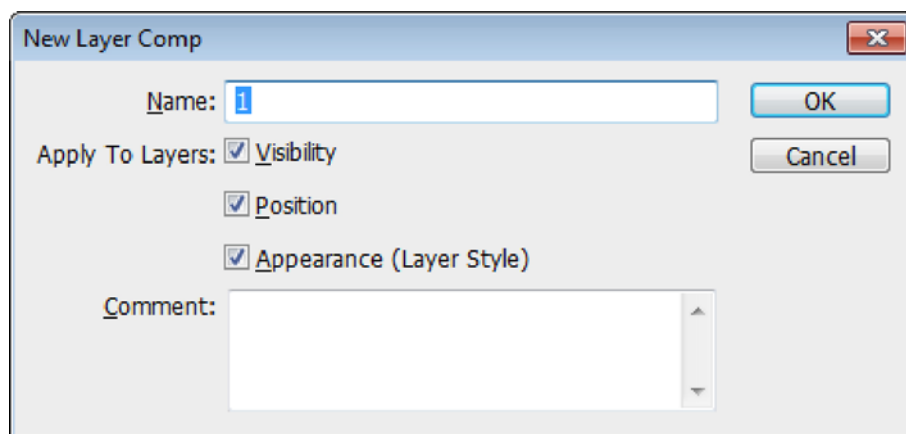 New Layer Comp
Name: 1
OK
Apply To Layers: Visibility
Cancel
Position
Appearance (Layer Style)
Comment: